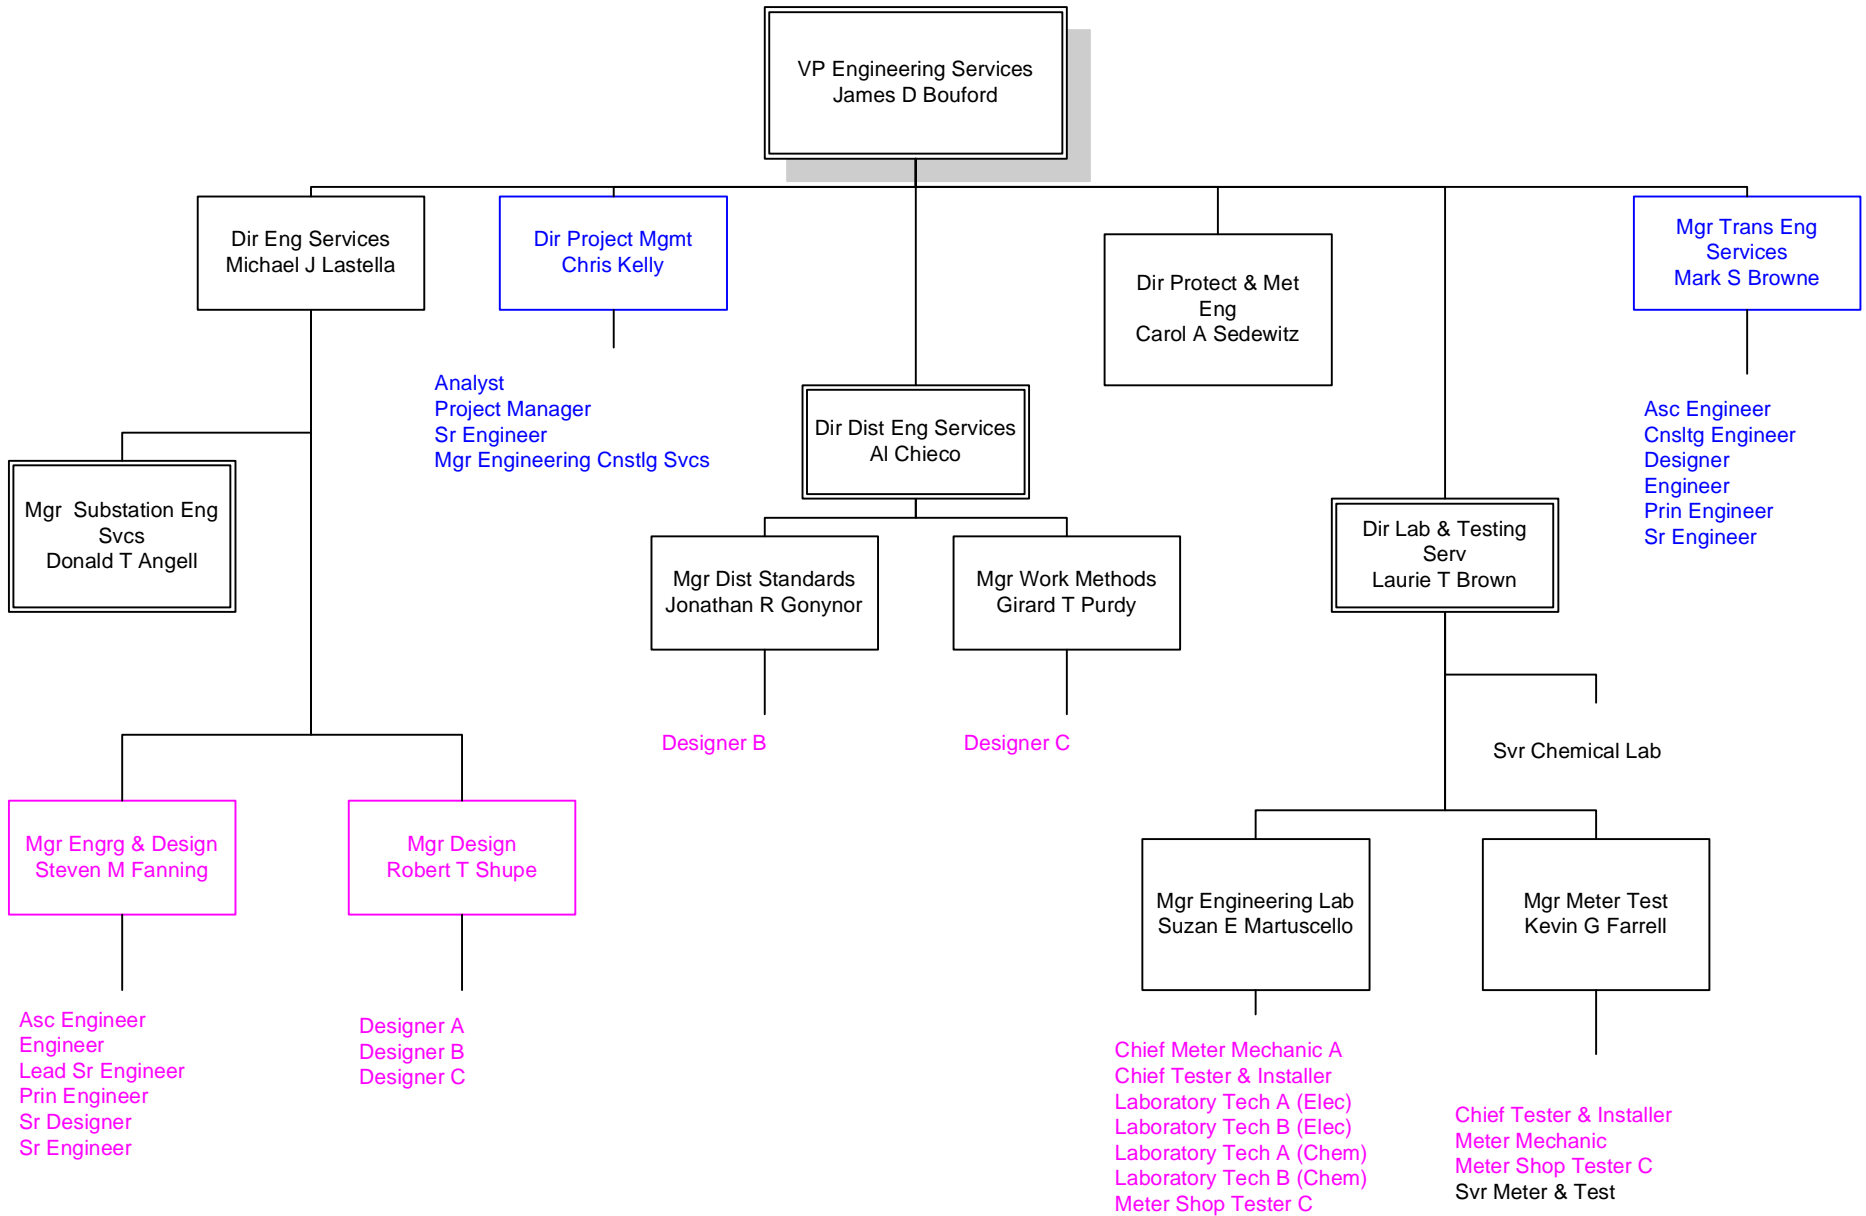 VP Engineering Services
James D Bouford
Dir Eng Services
Michael J Lastella
Dir Project Mgmt
Chris Kelly
Analyst
Project Manager
Sr Engineer
Mgr Engineering Cnstlg Svcs
Dir Dist Eng Services
Al Chieco
Dir Protect & Met
Eng
Carol A Sedewitz
Mgr Trans Eng
Services
Mark S Browne
Asc Engineer
Cnsltg Engineer
Designer
Engineer
Prin Engineer
Sr Engineer
Mgr  Substation Eng
Svcs
Donald T Angell
Mgr Dist Standards
Jonathan R Gonynor
Mgr Work Methods
Girard T Purdy
Dir Lab & Testing
Serv
Laurie T Brown
Designer B
Designer C
Svr Chemical Lab
Mgr Engrg & Design
Steven M Fanning
Mgr Design
Robert T Shupe
Mgr Engineering Lab
Suzan E Martuscello
Mgr Meter Test
Kevin G Farrell
Asc Engineer
Engineer
Lead Sr Engineer
Prin Engineer
Sr Designer
Sr Engineer
Designer A
Designer B
Designer C
Chief Meter Mechanic A
Chief Tester & Installer
Laboratory Tech A (Elec)
Laboratory Tech B (Elec)
Laboratory Tech A (Chem)
Laboratory Tech B (Chem)
Meter Shop Tester C
Chief Tester & Installer
Meter Mechanic
Meter Shop Tester C
Svr Meter & Test